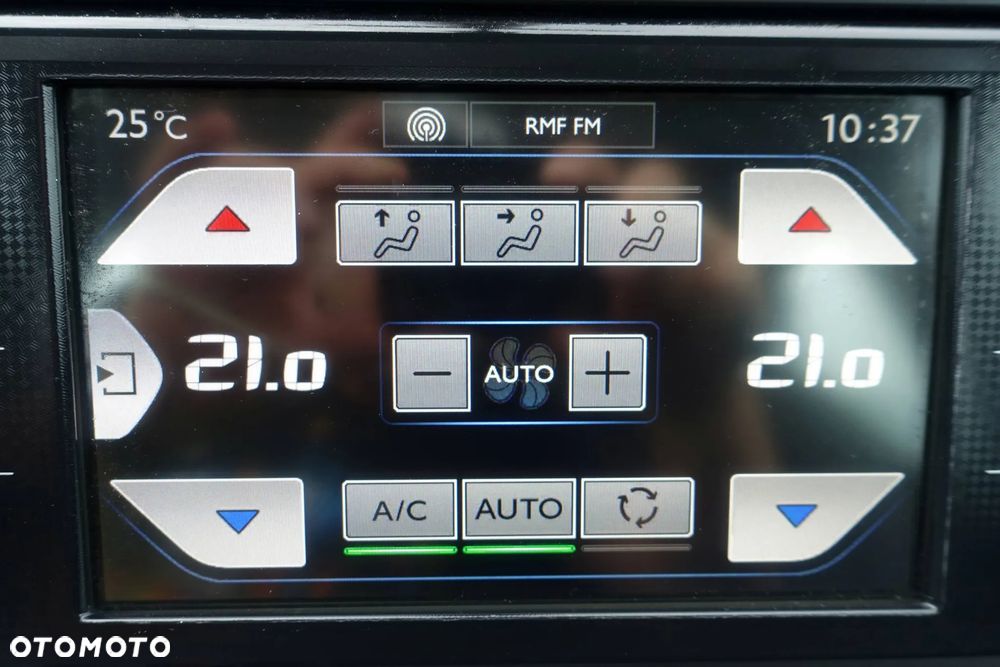 25°C
RMF FM
10:37
21.0
AUTO
21.0
A/C
AUTO
OTOMOTO